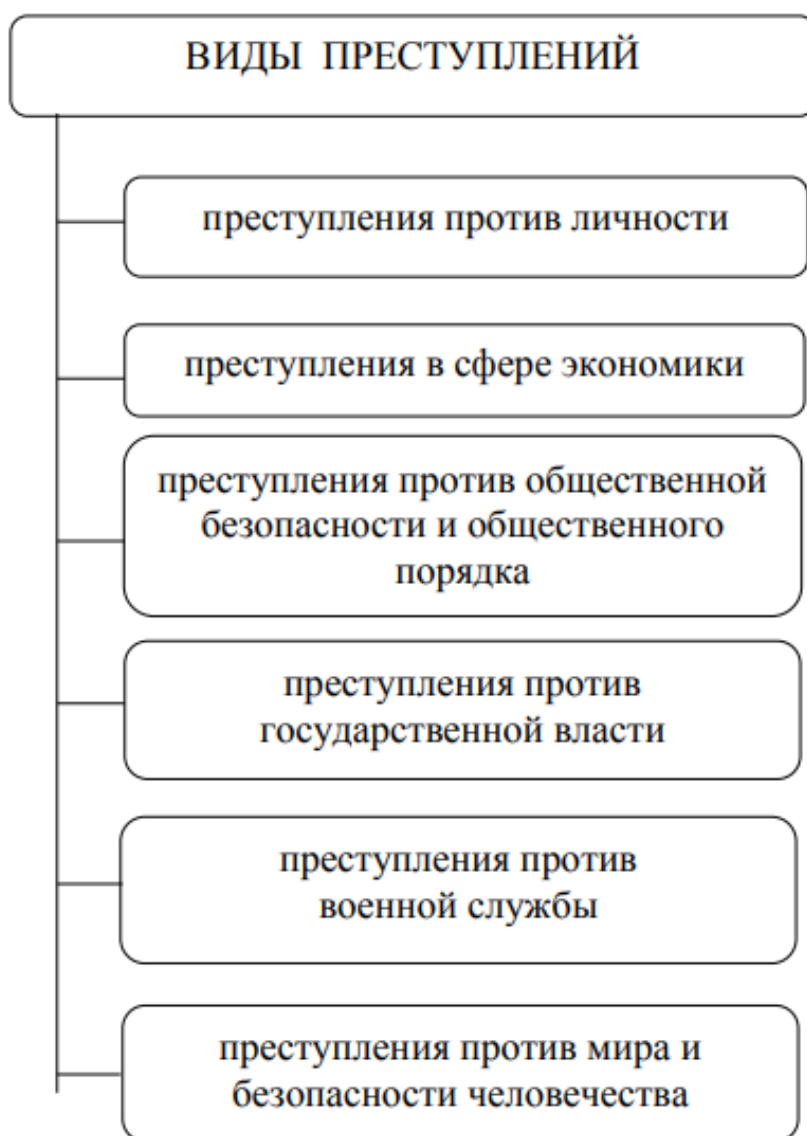 ВИДЫ ПРЕСТУПЛЕНИЙ
преступления против личности
преступления в сфере экономики
преступления против общественной
безопасности и общественного
порядка
преступления против
государственной власти
преступления против
военной службы
преступления против мира и
безопасности человечества